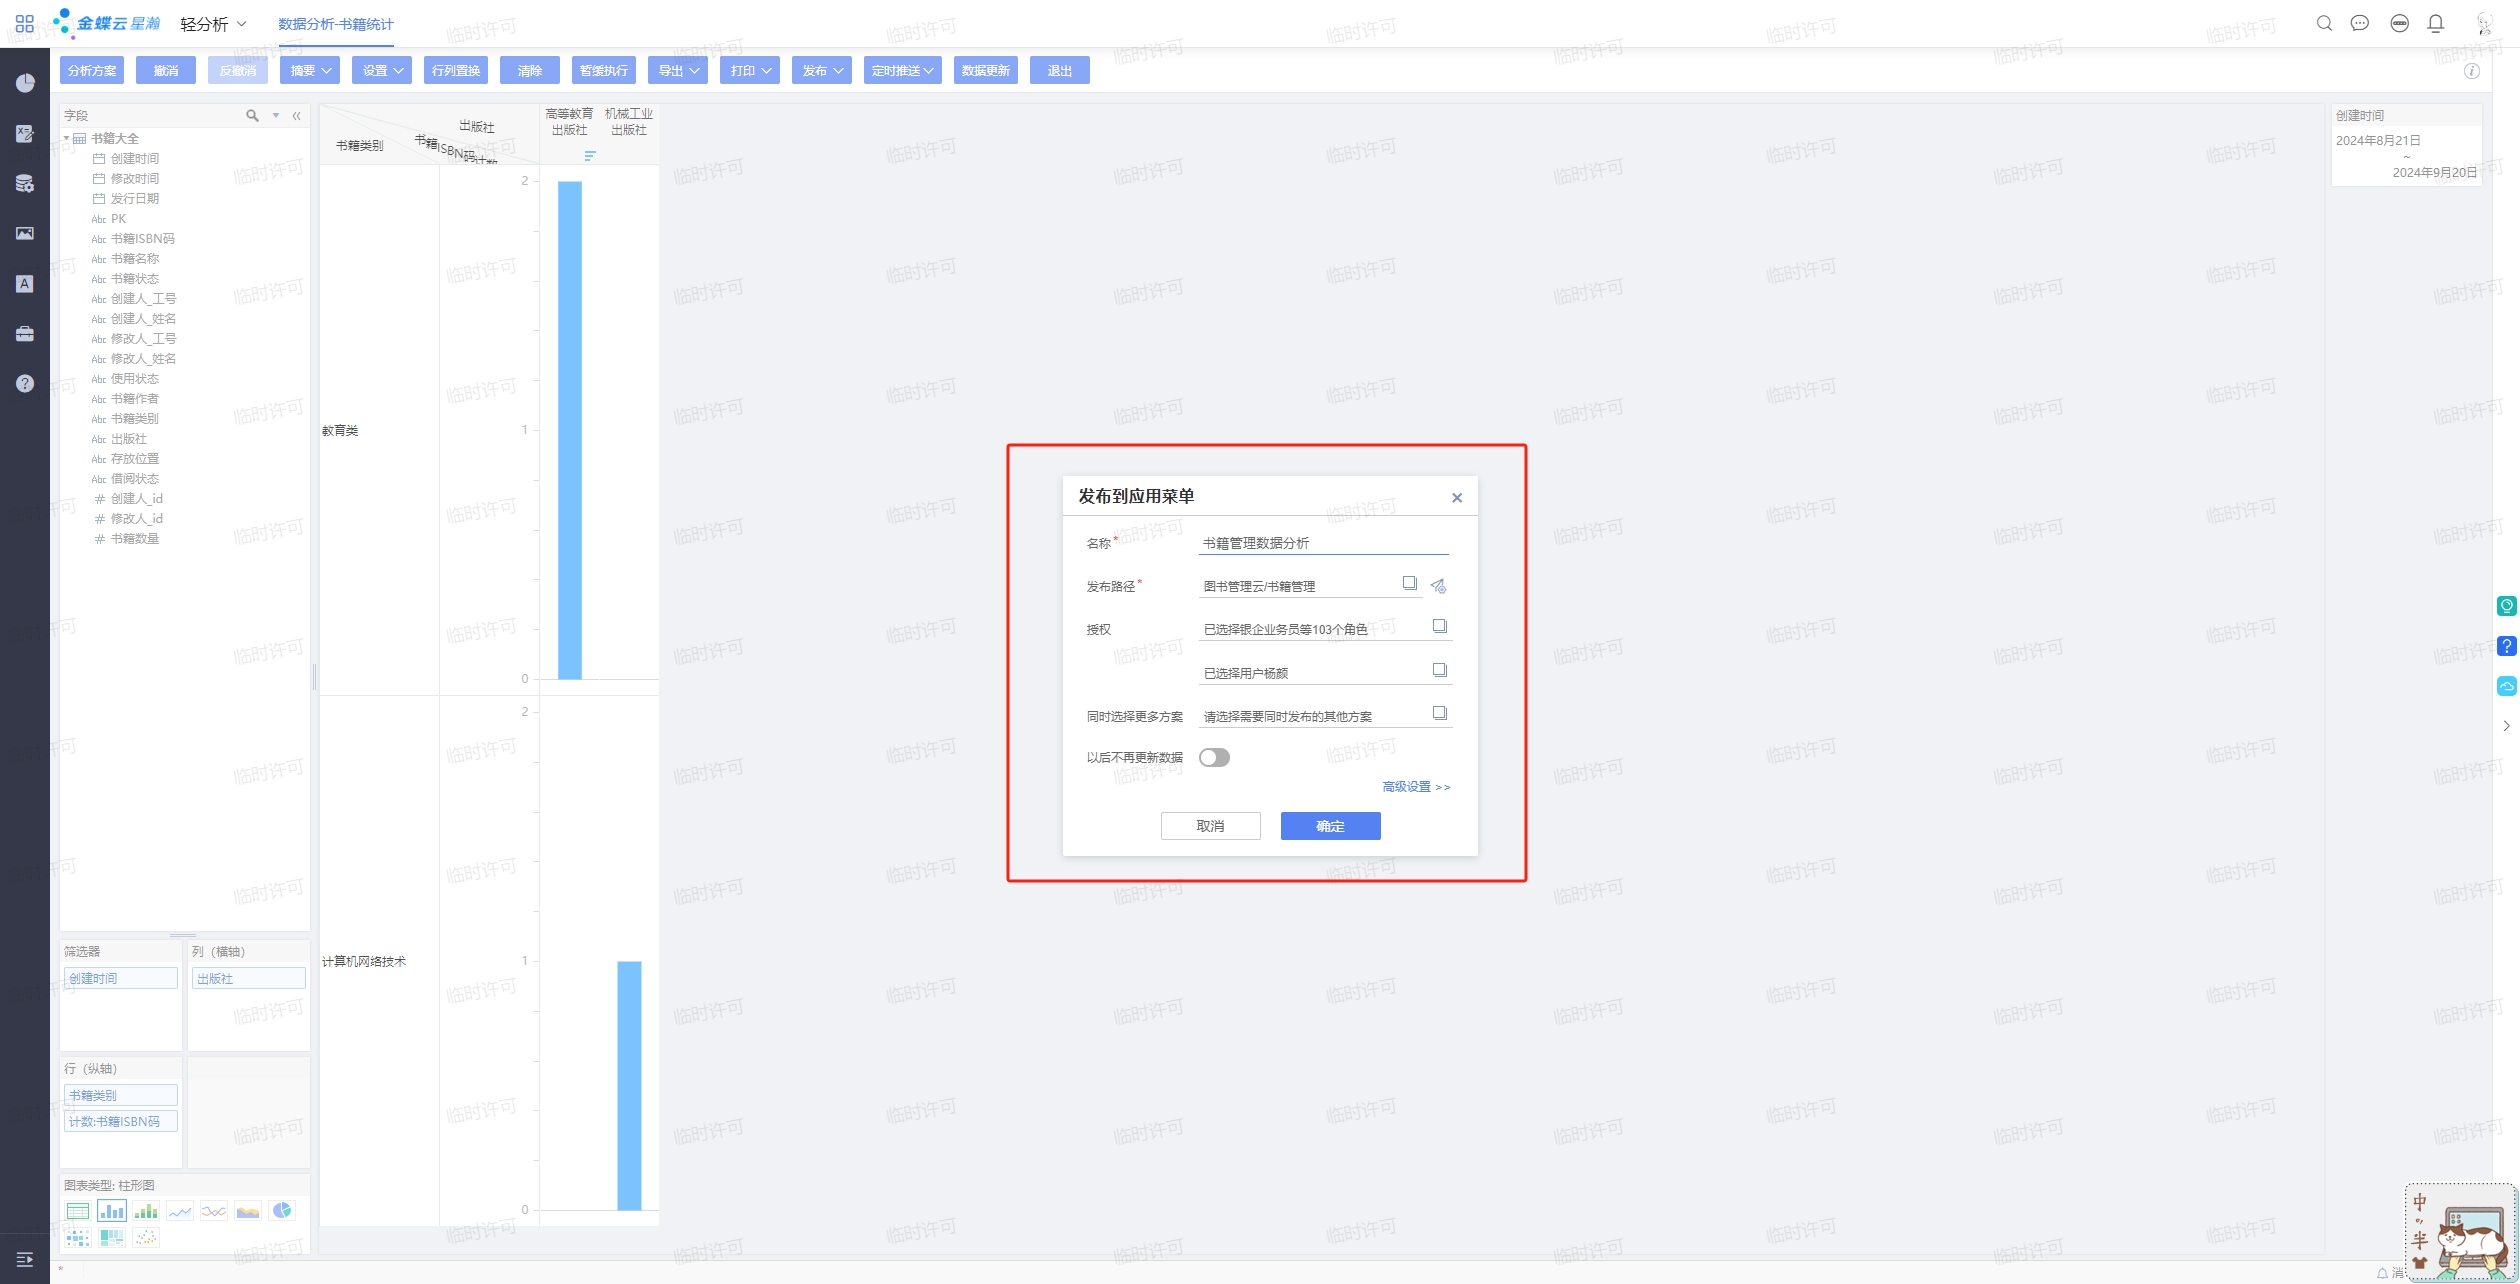 金蝶云 星瀚 轻分析 数据分析-书籍统计
分析方案 撤消 反撤消 摘要 设置 行列置换 清除 暂缓执行 导出 打印 发布 定时推送 数据更新 退出
字段
书籍大全
创建时间
修改时间
发行日期
Abc PK
Abc 书籍ISBN码
Abc 书籍名称
Abc 书籍状态
Abc 创建人_工号
Abc 创建人_姓名
Abc 修改人_工号
Abc 修改人_姓名
Abc 使用状态
Abc 书籍作者
Abc 书籍类别
Abc 出版社
Abc 存放位置
Abc 借阅状态
# 创建人_id
# 修改人_id
# 书籍数量
筛选器
创建时间
列（横轴）
出版社
行（纵轴）
书籍类别
计数:书籍ISBN码
图表类型: 柱形图
书籍类别
书籍ISBN码计数
出版社
高等教育
出版社
机械工业
出版社
教育类
2
1
0
计算机网络技术
2
1
0
发布到应用菜单
名称* 书籍管理数据分析
发布路径* 图书管理云/书籍管理
授权 已选择银企业务员等103个角色
已选择用户杨颜
同时选择更多方案 请选择需要同时发布的其他方案
以后不再更新数据
高级设置 >>
取消 确定
创建时间
2024年8月21日
~
2024年9月20日
临时许可
中
半